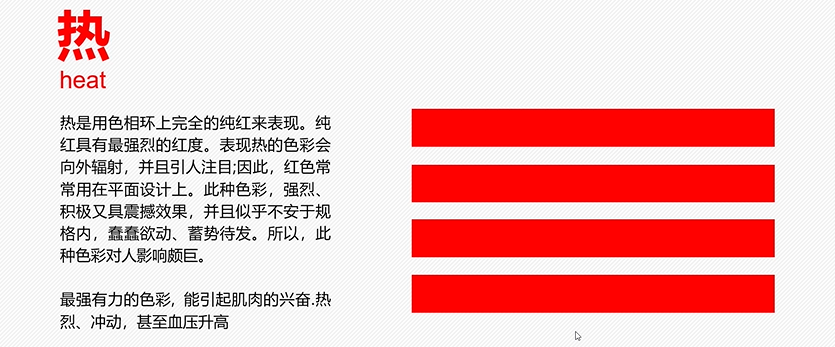 热
heat
热是用色相环上完全的纯红来表现。纯
红具有最强烈的红度。表现热的色彩会
向外辐射，并且引人注目;因此，红色常
常用在平面设计上。此种色彩，强烈、
积极又具震撼效果，并且似乎不安于规
格内，蠢蠢欲动、蓄势待发。所以，此
种色彩对人影响颇巨。
最强有力的色彩, 能引起肌肉的兴奋.热
烈、冲动，甚至血压升高